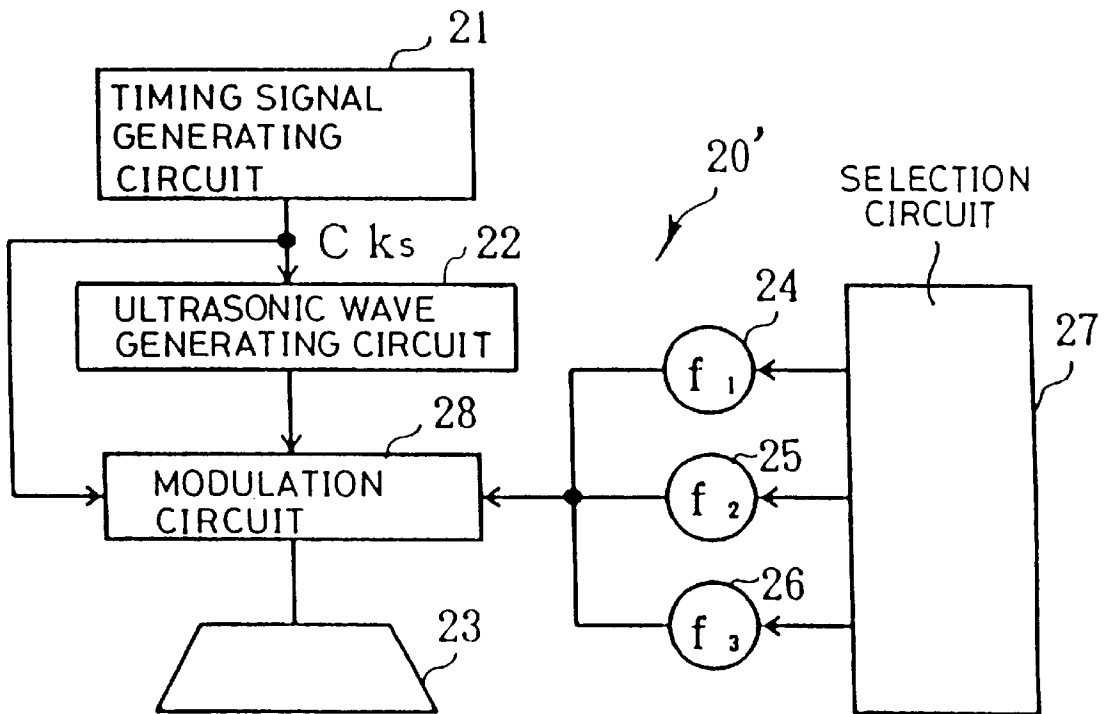 21
TIMING SIGNAL
GENERATING
CIRCUIT
Cks
22
ULTRASONIC WAVE
GENERATING CIRCUIT
28
MODULATION
CIRCUIT
23
20'
24
f1
25
f2
26
f3
SELECTION
CIRCUIT
27